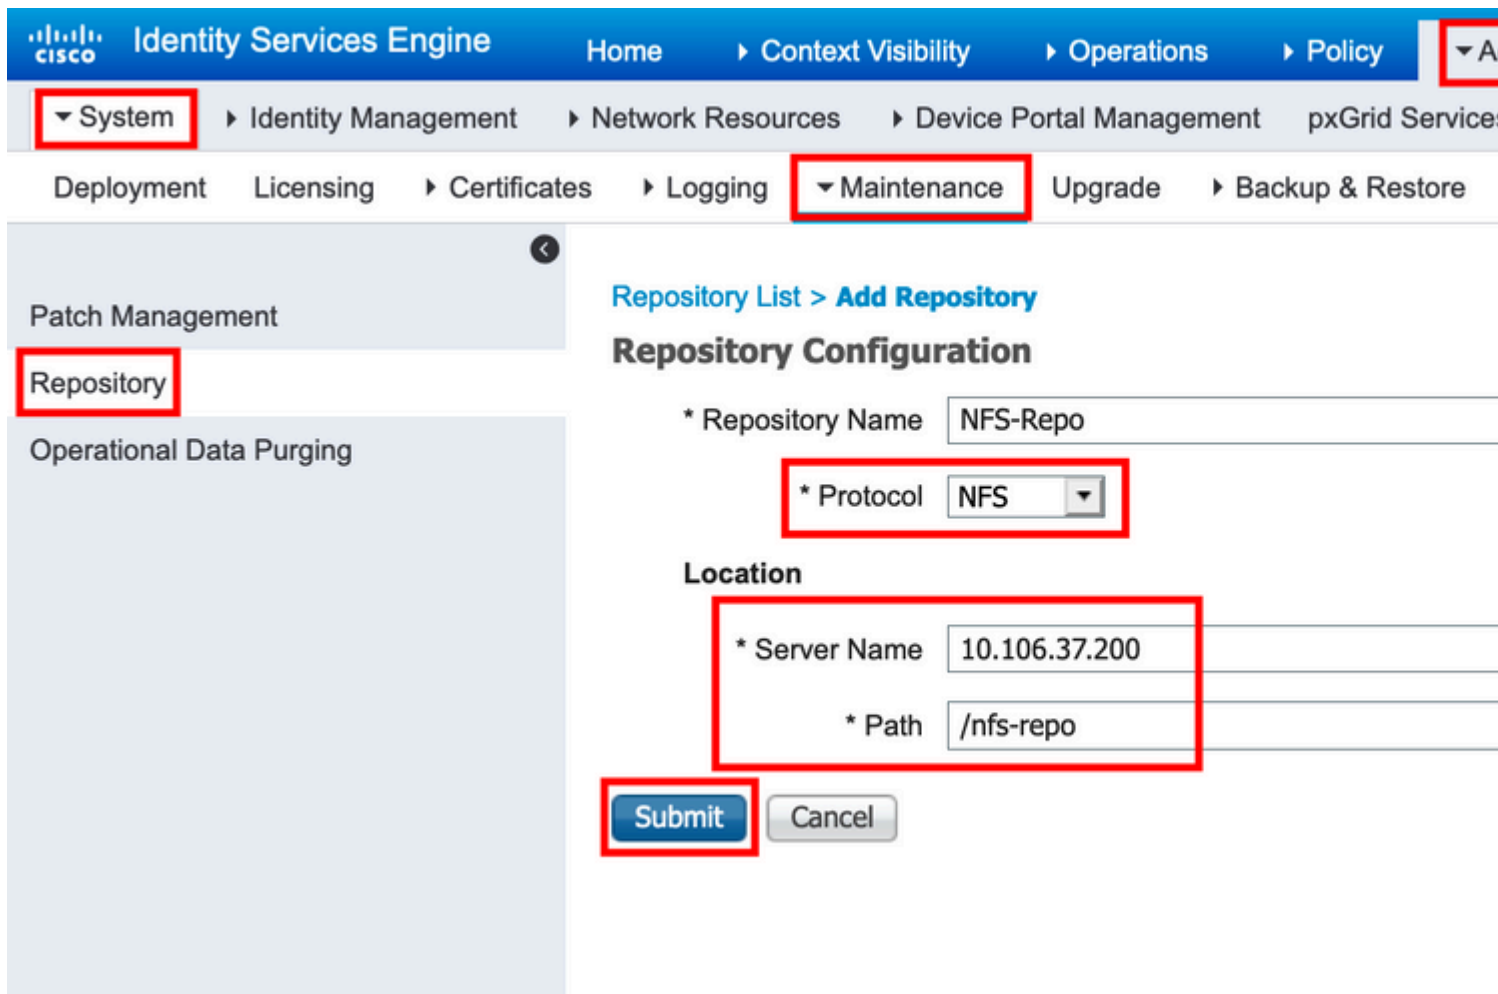 cisco Identity Services Engine Home Context Visibility Operations Policy A
System Identity Management Network Resources Device Portal Management pxGrid Services
Deployment Licensing Certificates Logging Maintenance Upgrade Backup & Restore
Patch Management
Repository
Operational Data Purging
Repository List > Add Repository
Repository Configuration
* Repository Name NFS-Repo
* Protocol NFS
Location
* Server Name 10.106.37.200
* Path /nfs-repo
Submit Cancel